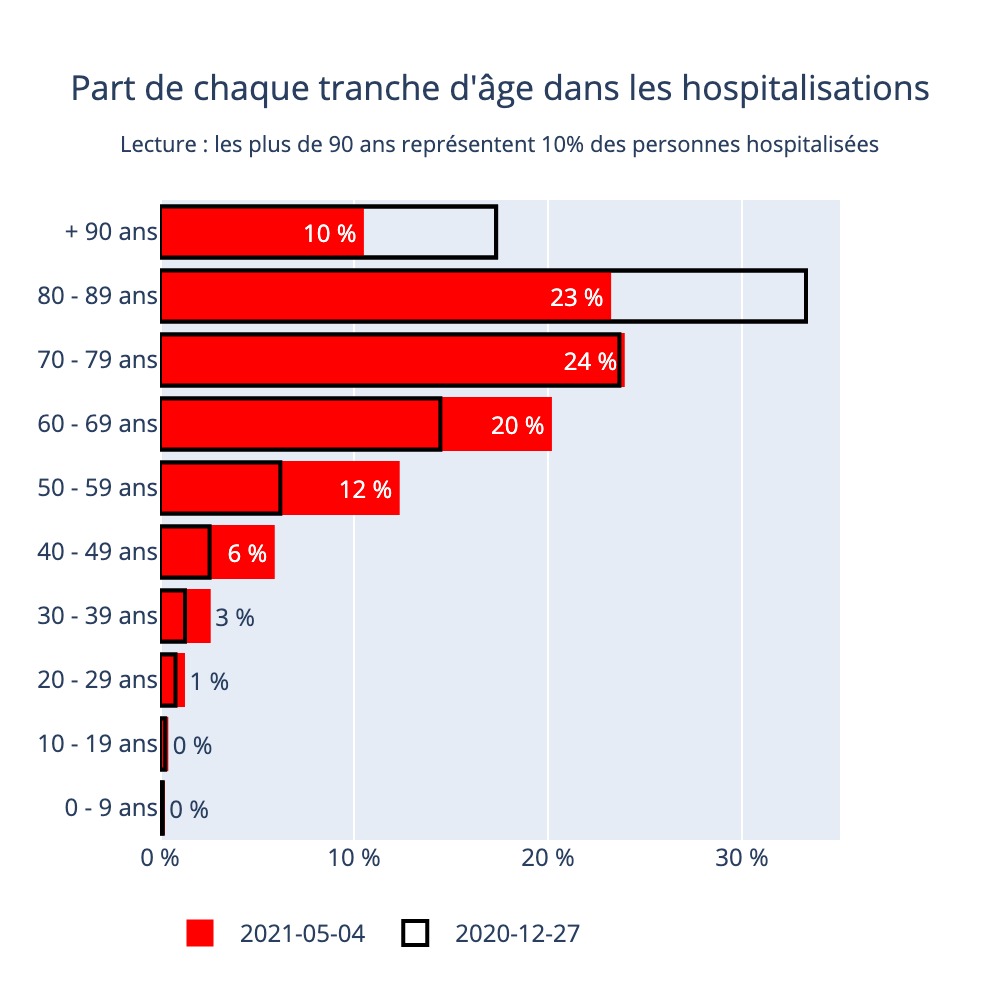 Part de chaque tranche d'âge dans les hospitalisations
Lecture : les plus de 90 ans représentent 10% des personnes hospitalisées
+ 90 ans 10 %
80 - 89 ans 23 %
70 - 79 ans 24 %
60 - 69 ans 20 %
50 - 59 ans 12 %
40 - 49 ans 6 %
30 - 39 ans 3 %
20 - 29 ans 1 %
10 - 19 ans 0 %
0 - 9 ans 0 %
0 % 10 % 20 % 30 %
2021-05-04 2020-12-27